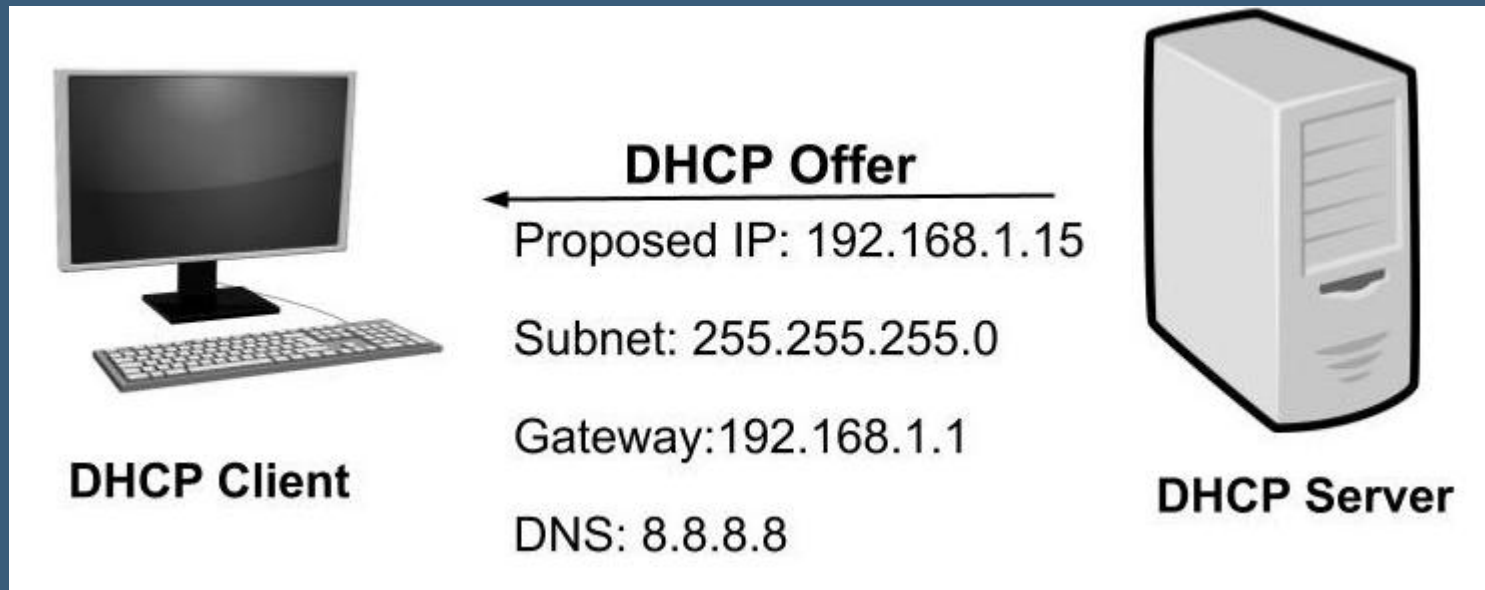 DHCP Offer
Proposed IP: 192.168.1.15
Subnet: 255.255.255.0
Gateway:192.168.1.1
DNS: 8.8.8.8
DHCP Client
DHCP Server